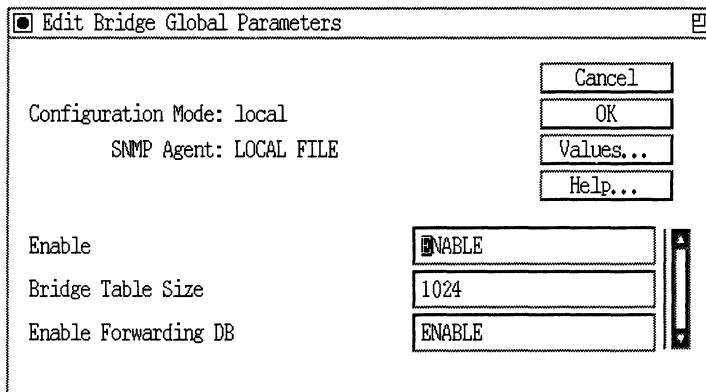 Edit Bridge Global Parameters
Cancel
Configuration Mode: local
OK
SNMP Agent: LOCAL FILE
Values...
Help...
Enable
ENABLE
Bridge Table Size
1024
Enable Forwarding DB
ENABLE